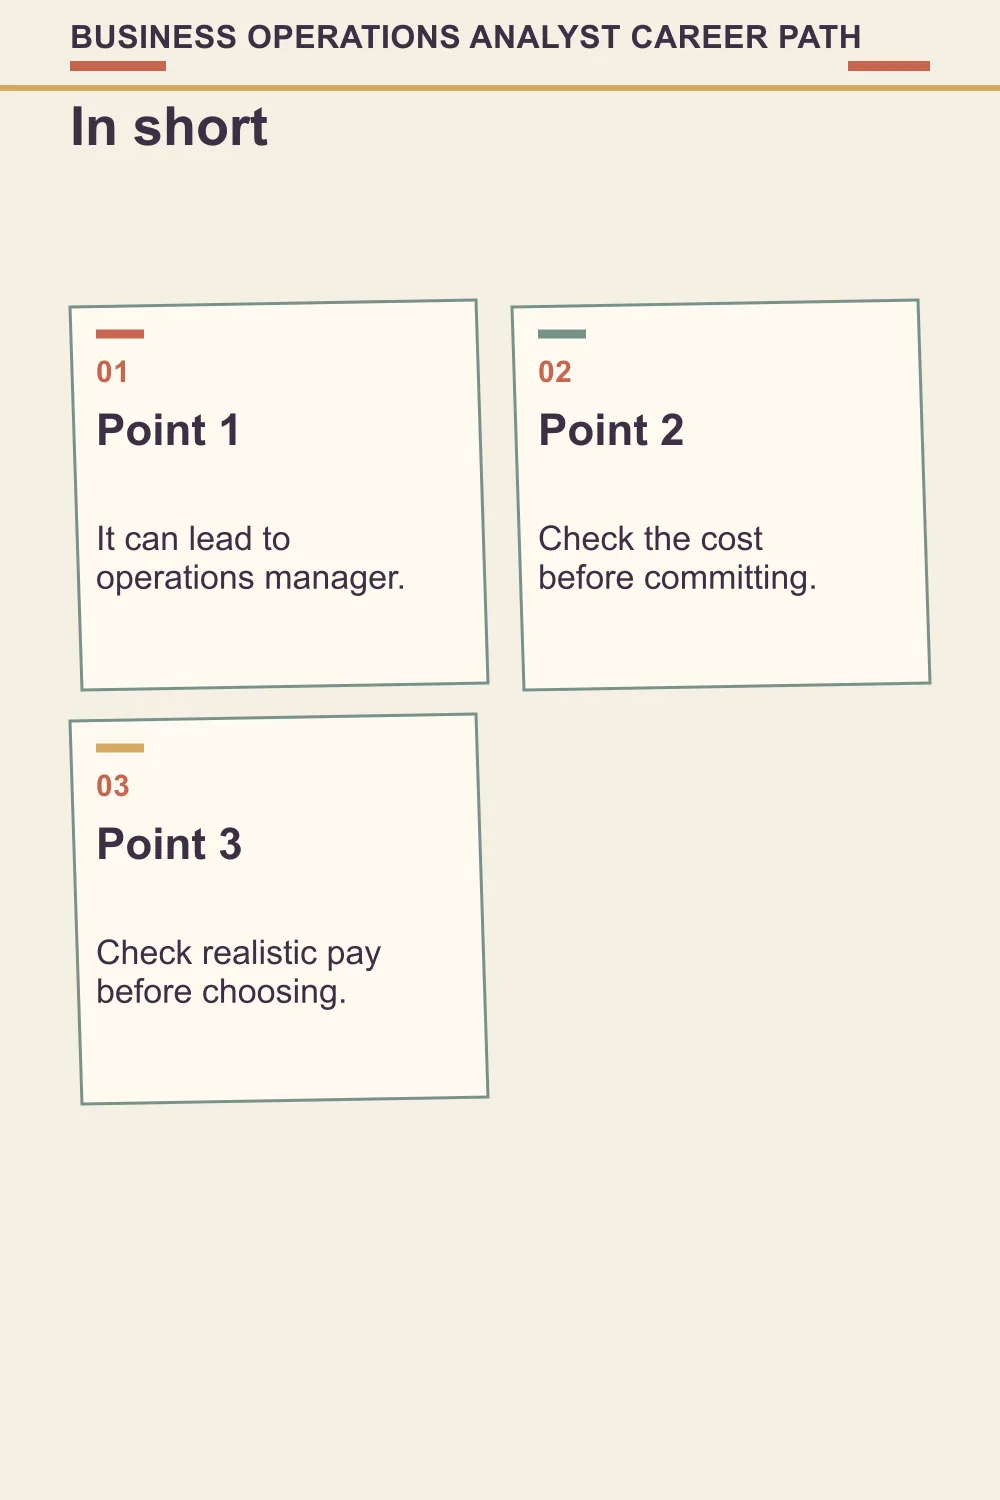 BUSINESS OPERATIONS ANALYST CAREER PATH
In short
01
Point 1
It can lead to
operations manager.
02
Point 2
Check the cost
before committing.
03
Point 3
Check realistic pay
before choosing.